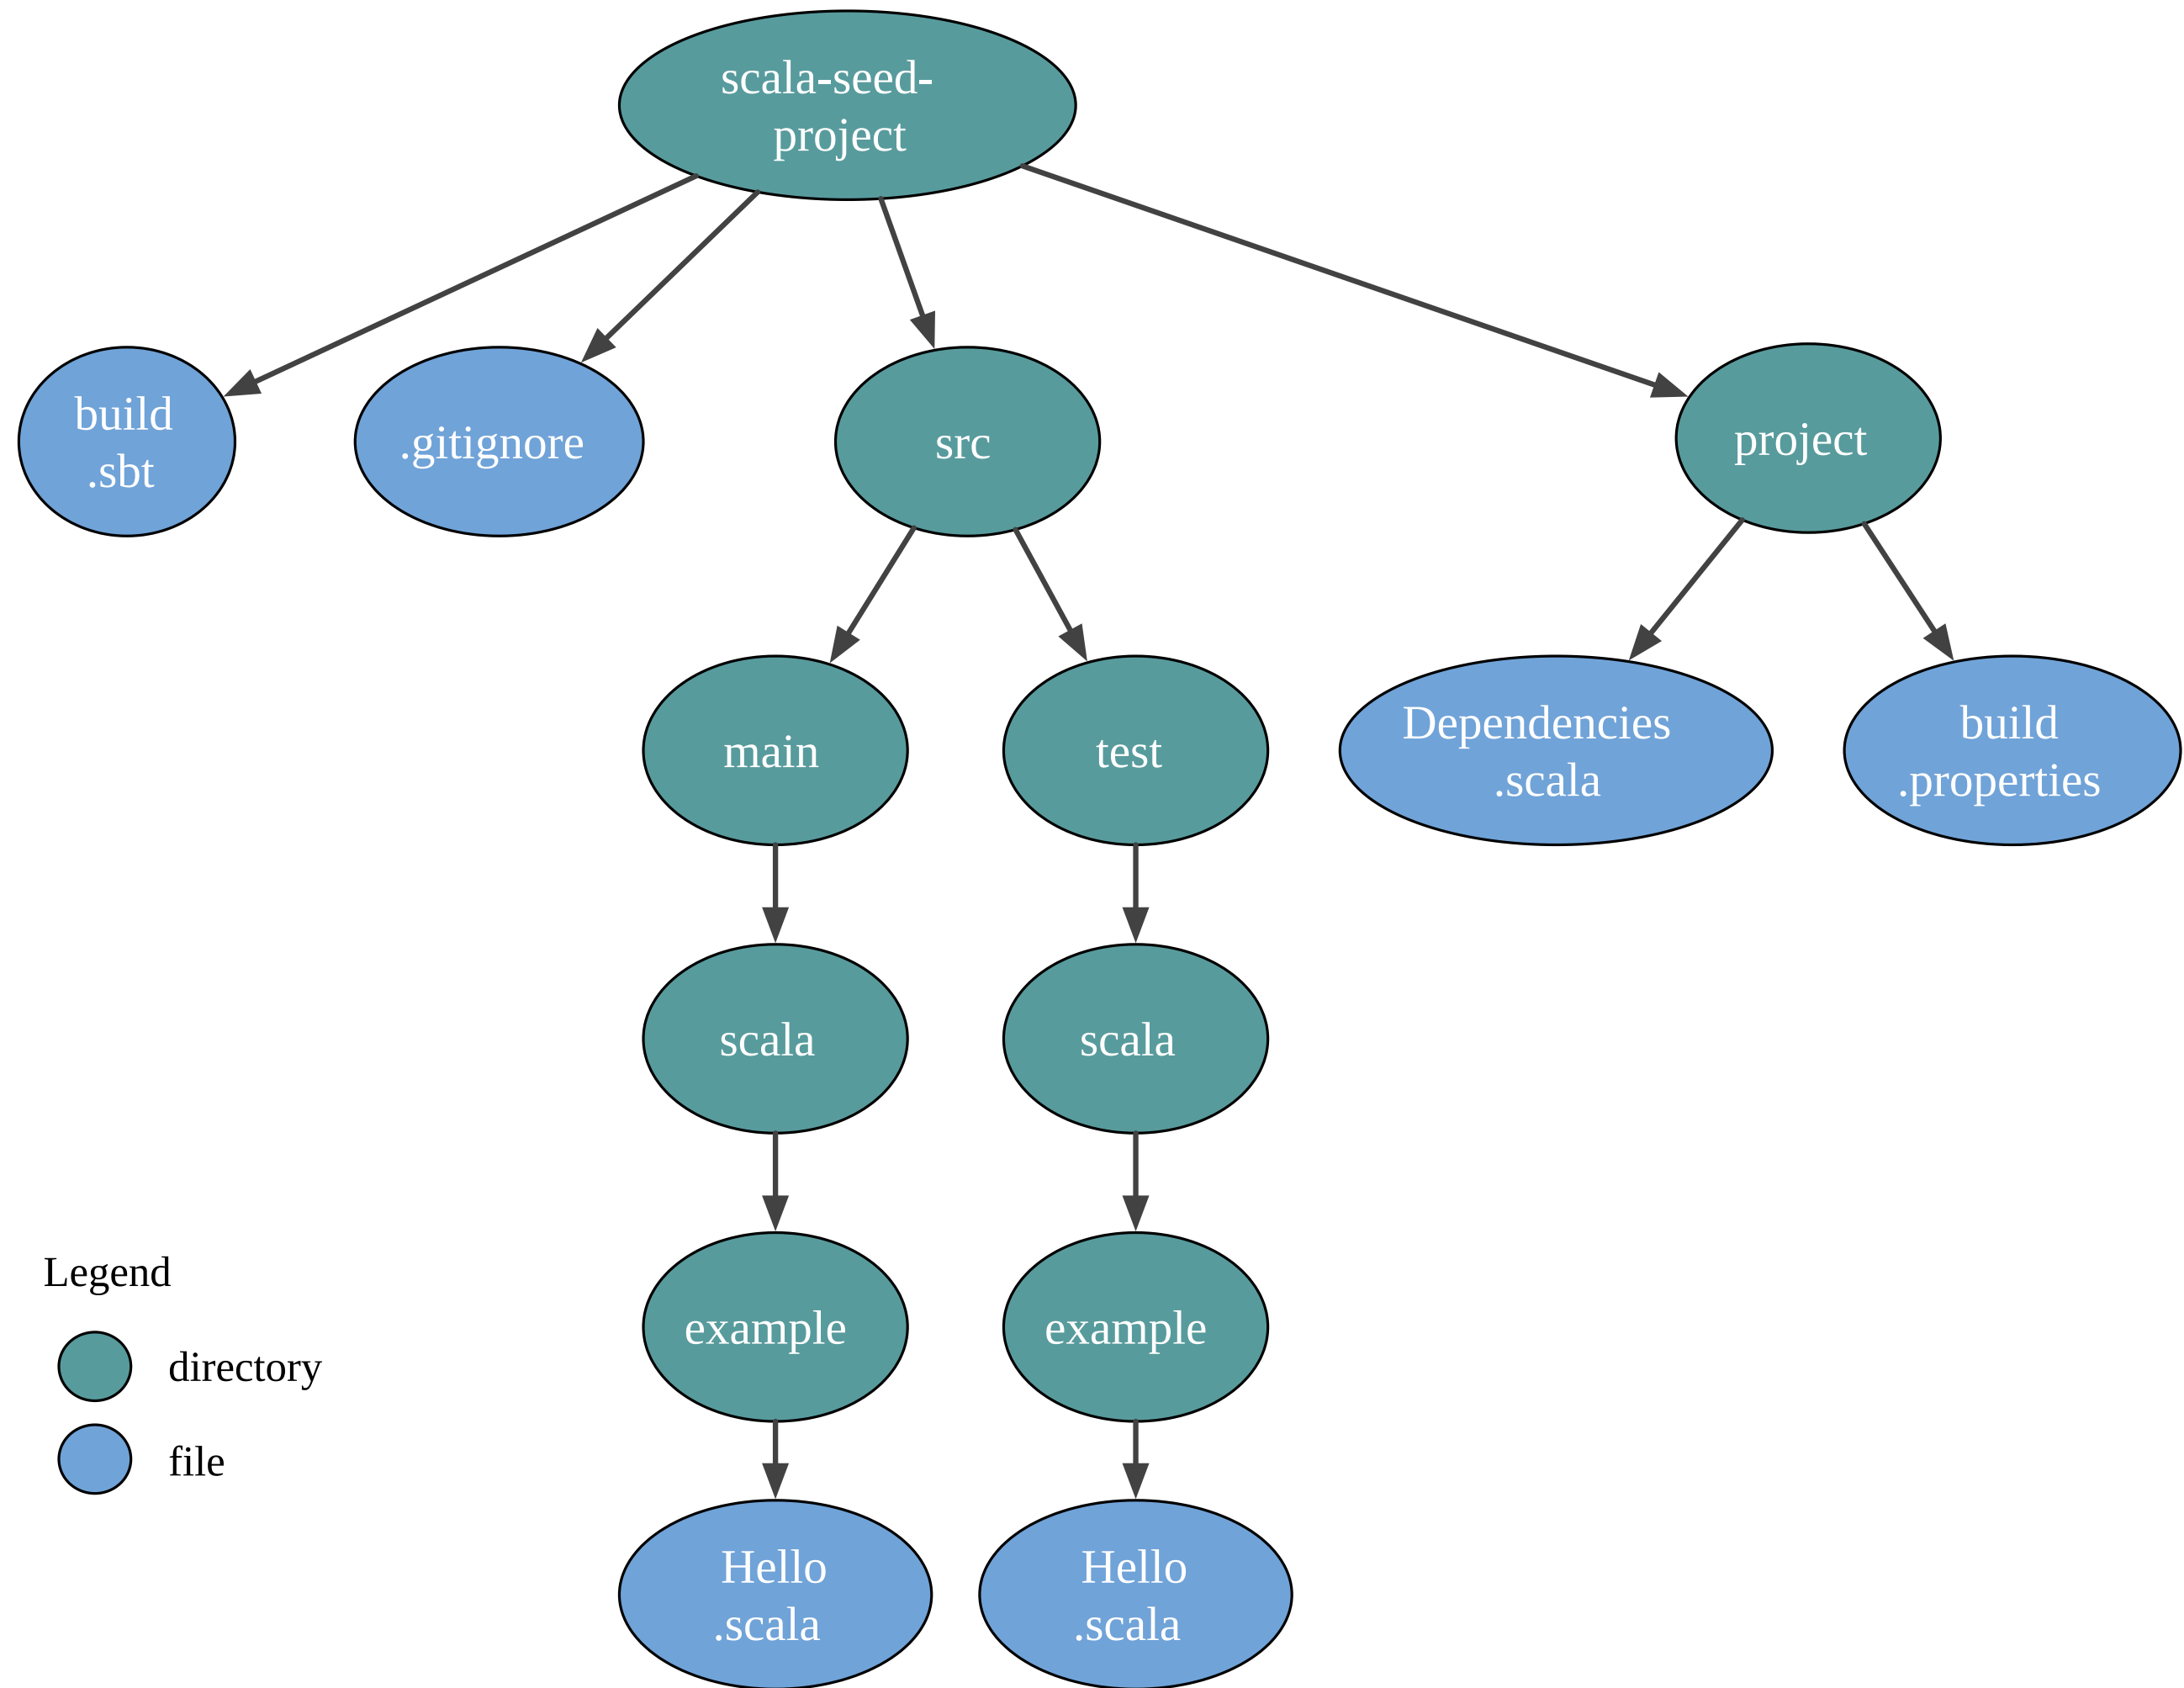 scala-seed-
project
build
.sbt
.gitignore
src
project
main
test
Dependencies
.scala
build
.properties
scala
scala
example
example
Hello
.scala
Hello
.scala
Legend
directory
file